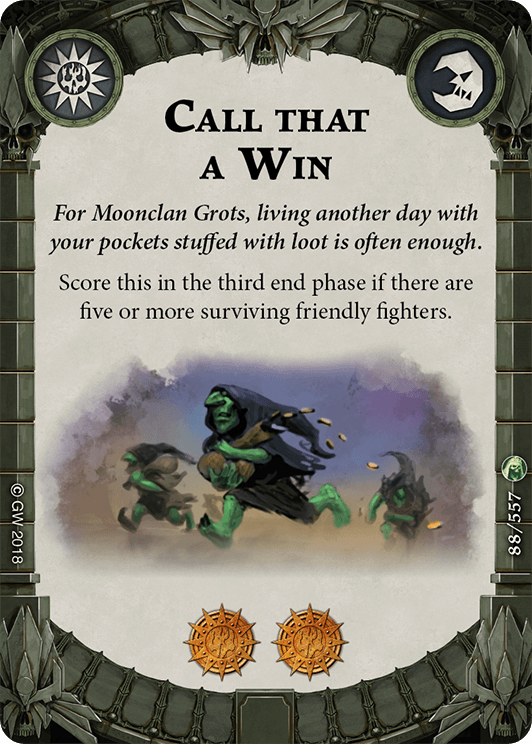 CALL THAT
A WIN
For Moonclan Grots, living another day with
your pockets stuffed with loot is often enough.
Score this in the third end phase if there are
five or more surviving friendly fighters.
© GW 2018
88/557